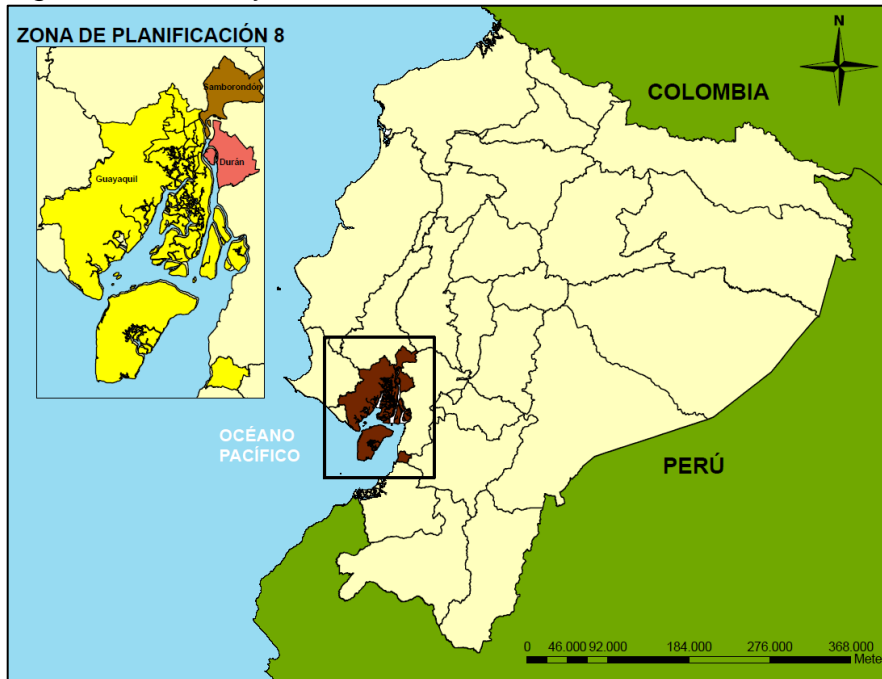 ZONA DE PLANIFICACIÓN 8
N
Samborondón
COLOMBIA
Durán
Guayaquil
OCÉANO
PACÍFICO
PERÚ
0 46.000 92.000 184.000 276.000 368.000
Mete